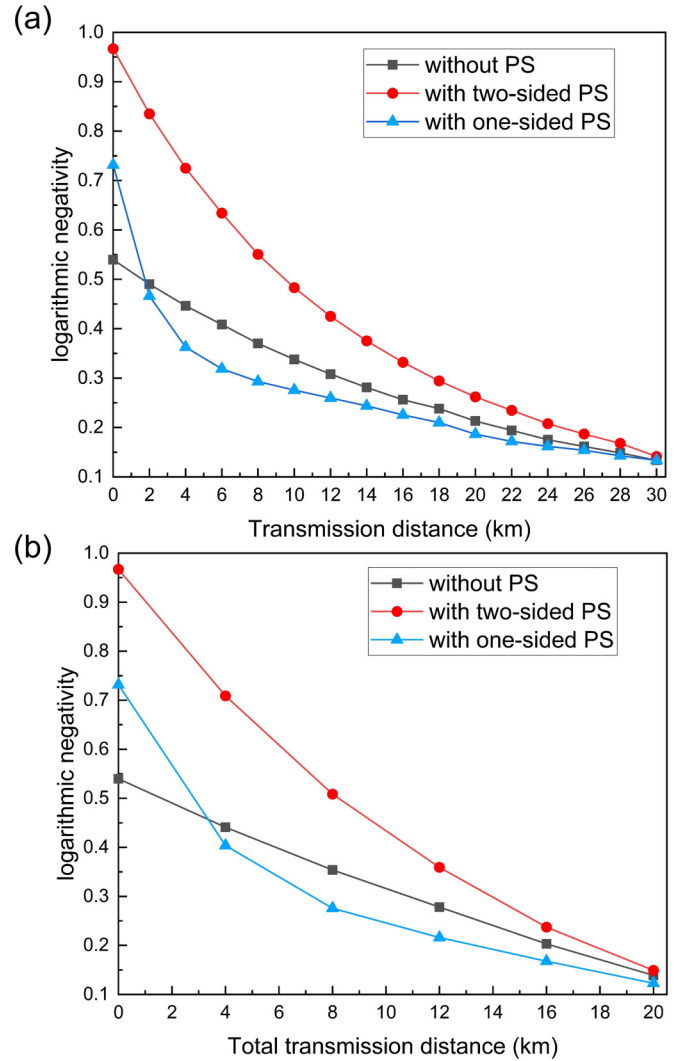 (a)
1.0
0.9
0.8
0.7
0.6
0.5
0.4
0.3
0.2
0.1
logarithmic negativity
without PS
with two-sided PS
with one-sided PS
0 2 4 6 8 10 12 14 16 18 20 22 24 26 28 30
Transmission distance (km)
(b)
1.0
0.9
0.8
0.7
0.6
0.5
0.4
0.3
0.2
0.1
logarithmic negativity
without PS
with two-sided PS
with one-sided PS
0 2 4 6 8 10 12 14 16 18 20
Total transmission distance (km)